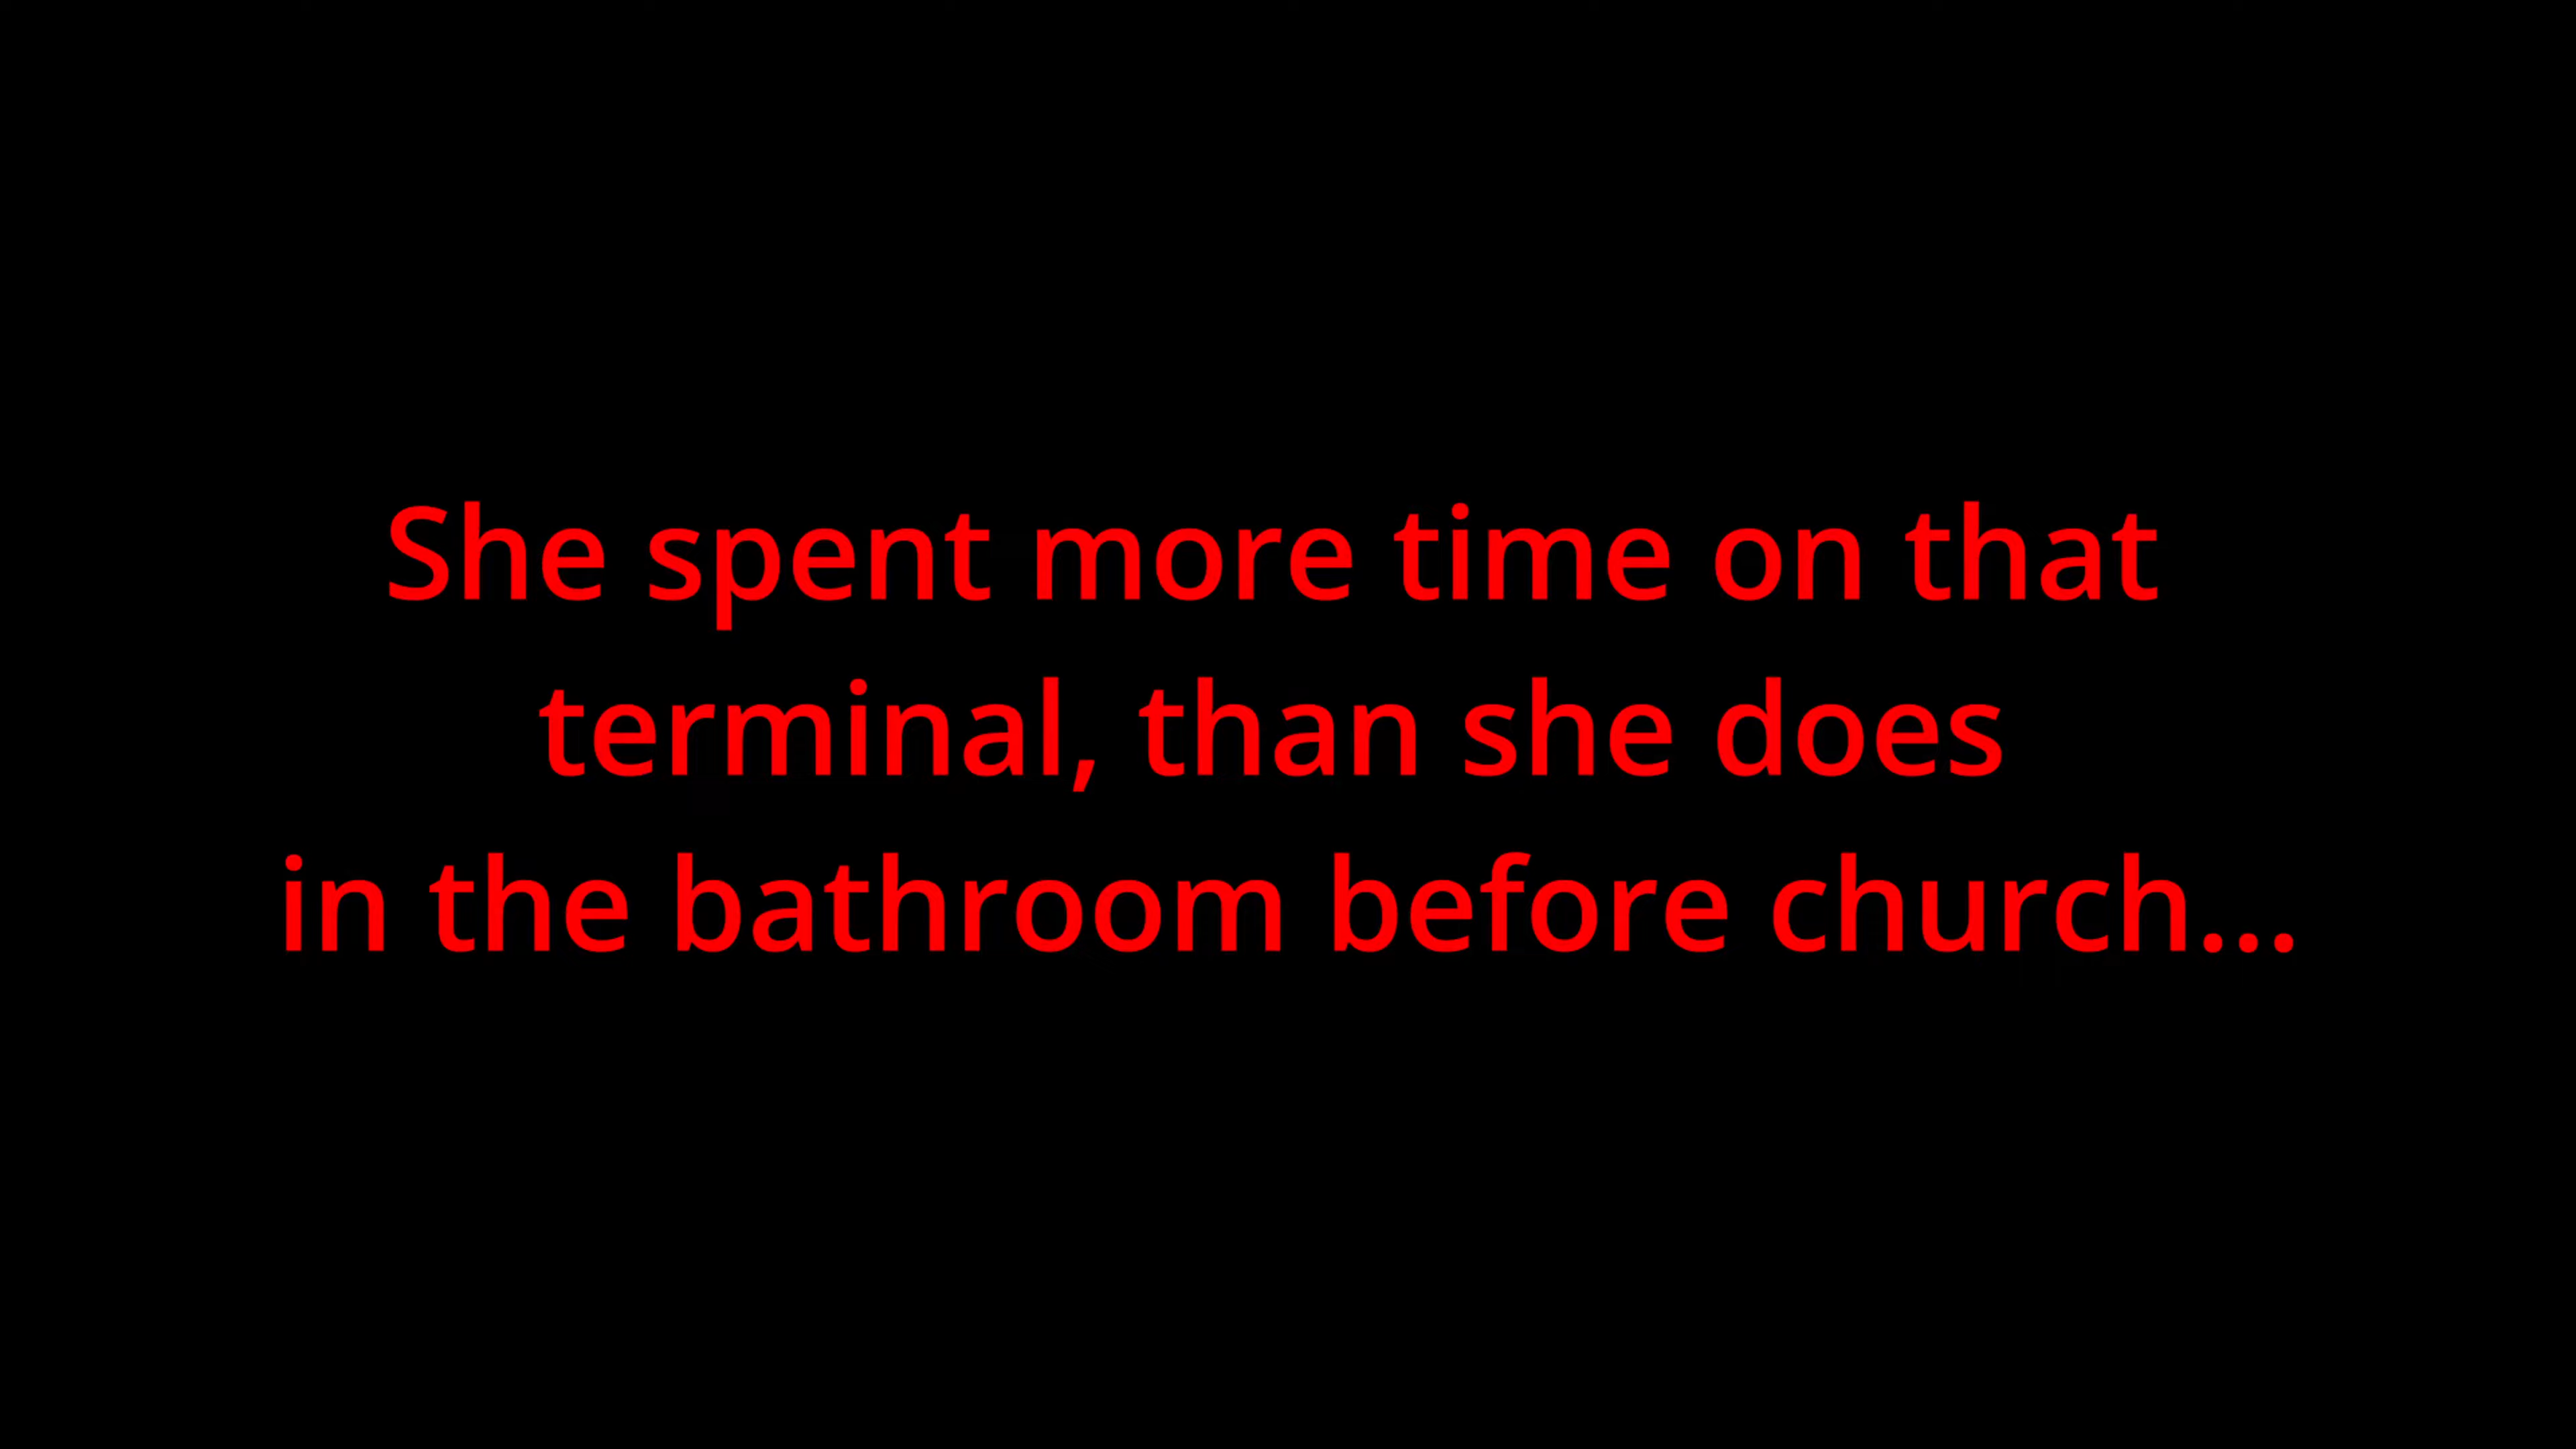 She spent more time on that
terminal, than she does
in the bathroom before church...